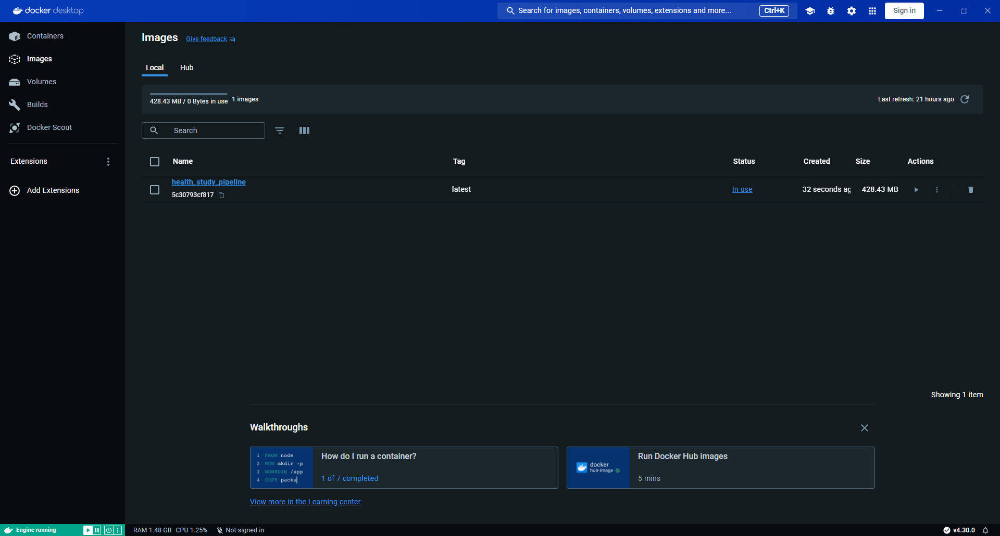 docker desktop
Search for images, containers, volumes, extensions and more... Ctrl+K Sign in
Containers
Images
Volumes
Builds
Docker Scout
Extensions
Add Extensions
Images Give feedback
Local Hub
428.43 MB / 0 Bytes in use 1 images Last refresh: 21 hours ago
Search
Name Tag Status Created Size Actions
health_study_pipeline
5c30793cf817
latest In use 32 seconds ag 428.43 MB
Showing 1 item
Walkthroughs
1 FROM node
2 RUN mkdir -p
3 WORKDIR /app
4 COPY packa
How do I run a container?
1 of 7 completed
docker
hub-image
Run Docker Hub images
5 mins
View more in the Learning center
Engine running RAM 1.48 GB CPU 1.25% Not signed in v4.30.0